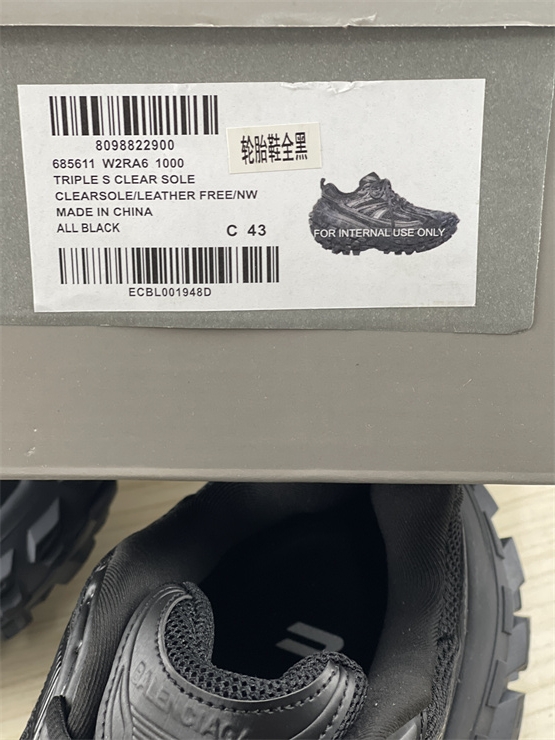 8098822900
685611 W2RA6 1000
TRIPLE S CLEAR SOLE
CLEARSOLE/LEATHER FREE/NW
MADE IN CHINA
ALL BLACK
C 43
ECBL001948D
轮胎鞋全黑
FOR INTERNAL USE ONLY
BALENCIAGA